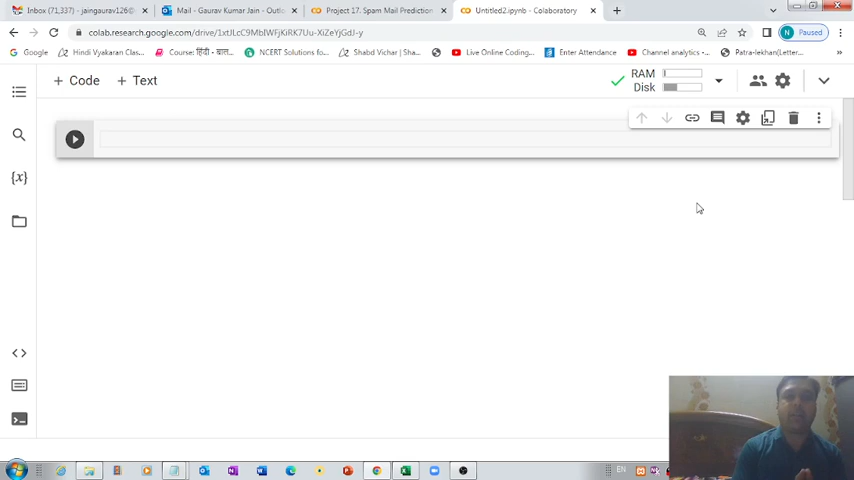 Inbox (71,337) - jaingaurav126@
Mail - Gaurav Kumar Jain - Outlo
Project 17. Spam Mail Prediction
Untitled2.ipynb - Colaboratory
colab.research.google.com/drive/1xtJLcC9MbIWFjKiRK7Uu-XiZeYjGdJ-y
N Paused
Google
Hindi Vyakaran Clas...
Course: हिंदी - बाल...
NCERT Solutions fo...
Shabd Vichar (Sha...
Live Online Coding...
Enter Attendance
Channel analytics -...
Patra-lekhan(Letter...
+ Code + Text
RAM
Disk
{x}
EN